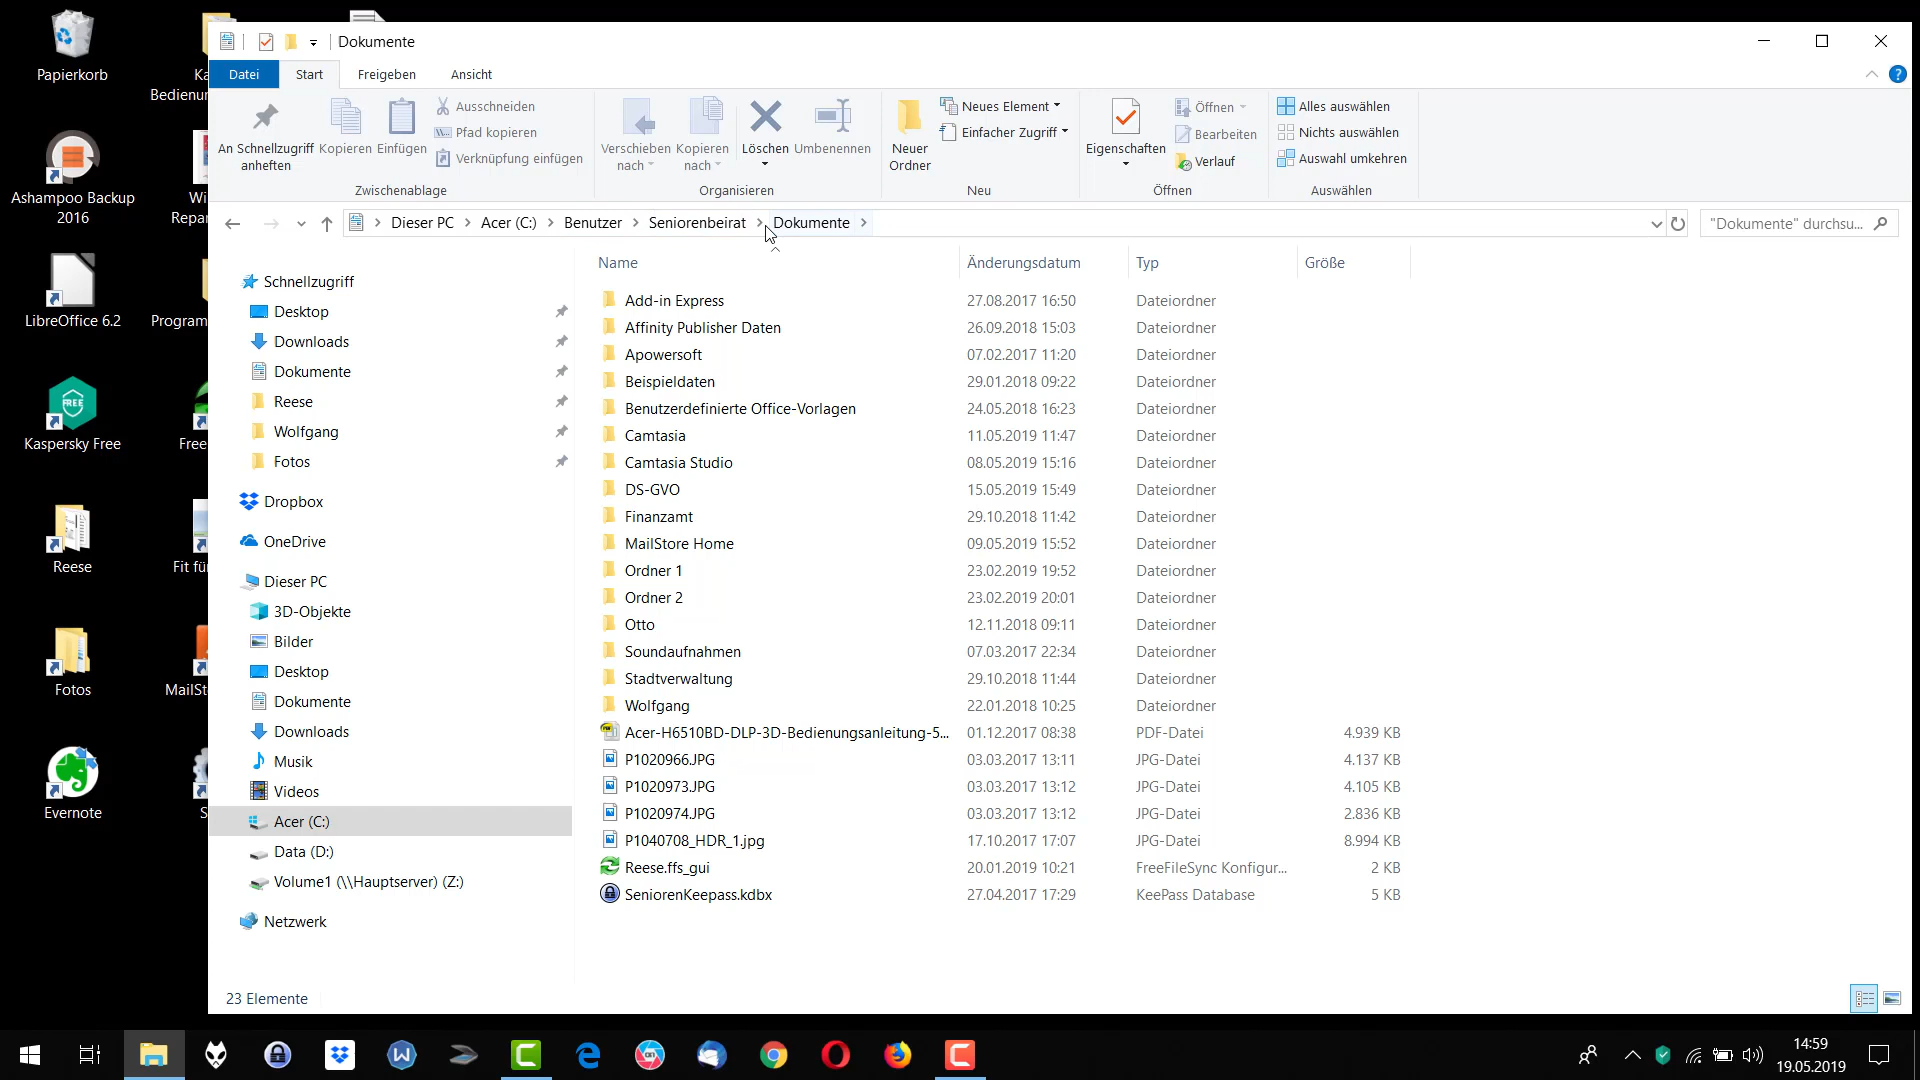 Papierkorb
Bedienun
Ashampoo Backup
2016
Repar
LibreOffice 6.2
Program
Kaspersky Free
Free
Reese
Fit fü
Fotos
MailSt
Evernote
Dokumente
Datei Start Freigeben Ansicht
An Schnellzugriff
anheften
Kopieren
Einfügen
Ausschneiden
Pfad kopieren
Verknüpfung einfügen
Zwischenablage
Verschieben
nach
Kopieren
nach
Löschen
Umbenennen
Organisieren
Neuer
Ordner
Neues Element
Einfacher Zugriff
Neu
Eigenschaften
Öffnen
Bearbeiten
Verlauf
Öffnen
Alles auswählen
Nichts auswählen
Auswahl umkehren
Auswählen
Dieser PC > Acer (C:) > Benutzer > Seniorenbeirat > Dokumente >
"Dokumente" durchsu...
Schnellzugriff
Desktop
Downloads
Dokumente
Reese
Wolfgang
Fotos
Dropbox
OneDrive
Dieser PC
3D-Objekte
Bilder
Desktop
Dokumente
Downloads
Musik
Videos
Acer (C:)
Data (D:)
Volume1 (\\Hauptserver) (Z:)
Netzwerk
Name Änderungsdatum Typ Größe
Add-in Express 27.08.2017 16:50 Dateiordner
Affinity Publisher Daten 26.09.2018 15:03 Dateiordner
Apowersoft 07.02.2017 11:20 Dateiordner
Beispieldaten 29.01.2018 09:22 Dateiordner
Benutzerdefinierte Office-Vorlagen 24.05.2018 16:23 Dateiordner
Camtasia 11.05.2019 11:47 Dateiordner
Camtasia Studio 08.05.2019 15:16 Dateiordner
DS-GVO 15.05.2019 15:49 Dateiordner
Finanzamt 29.10.2018 11:42 Dateiordner
MailStore Home 09.05.2019 15:52 Dateiordner
Ordner 1 23.02.2019 19:52 Dateiordner
Ordner 2 23.02.2019 20:01 Dateiordner
Otto 12.11.2018 09:11 Dateiordner
Soundaufnahmen 07.03.2017 22:34 Dateiordner
Stadtverwaltung 29.10.2018 11:44 Dateiordner
Wolfgang 22.01.2018 10:25 Dateiordner
Acer-H6510BD-DLP-3D-Bedienungsanleitung-5... 01.12.2017 08:38 PDF-Datei 4.939 KB
P1020966.JPG 03.03.2017 13:11 JPG-Datei 4.137 KB
P1020973.JPG 03.03.2017 13:12 JPG-Datei 4.105 KB
P1020974.JPG 03.03.2017 13:12 JPG-Datei 2.836 KB
P1040708_HDR_1.jpg 17.10.2017 17:07 JPG-Datei 8.994 KB
Reese.ffs_gui 20.01.2019 10:21 FreeFileSync Konfigur... 2 KB
SeniorenKeepass.kdbx 27.04.2017 17:29 KeePass Database 5 KB
23 Elemente
14:59
19.05.2019